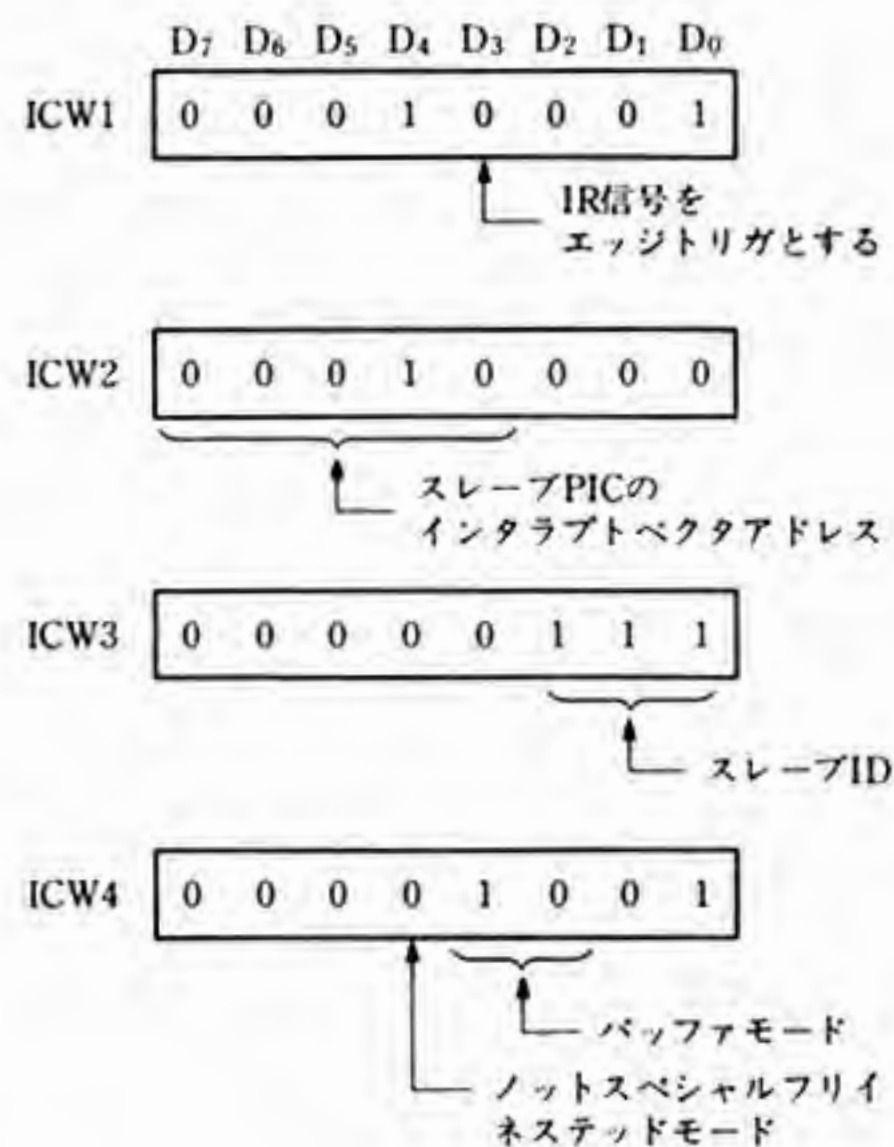 D7 D6 D5 D4 D3 D2 D1 D0
ICW1 0 0 0 1 0 0 0 1
IR信号を
エッジトリガとする
ICW2 0 0 0 1 0 0 0 0
スレーブPICの
インタラプトベクタアドレス
ICW3 0 0 0 0 0 1 1 1
スレーブID
ICW4 0 0 0 0 1 0 0 1
バッファモード
ノットスペシャルフリイ
ネステッドモード